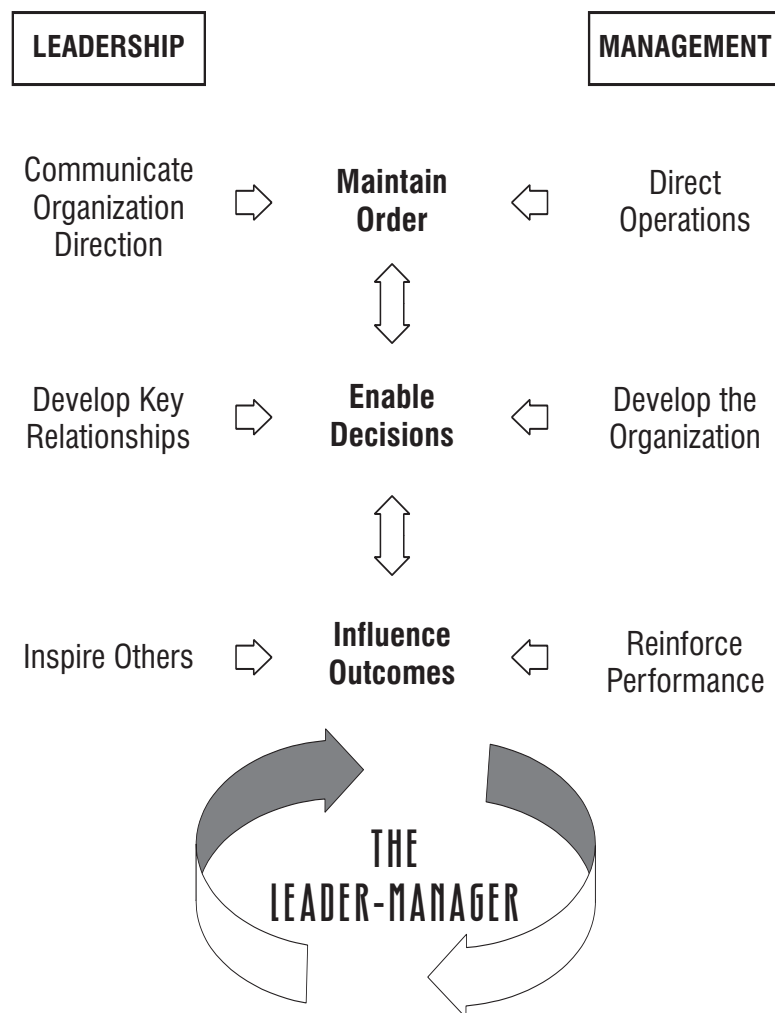 LEADERSHIP
MANAGEMENT
Communicate
Organization
Direction
Maintain
Order
Direct
Operations
Develop Key
Relationships
Enable
Decisions
Develop the
Organization
Inspire Others
Influence
Outcomes
Reinforce
Performance
THE
LEADER-MANAGER